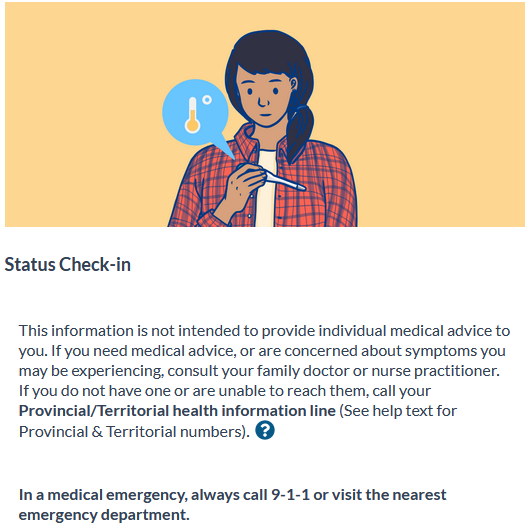 Status Check-in
This information is not intended to provide individual medical advice to
you. If you need medical advice, or are concerned about symptoms you
may be experiencing, consult your family doctor or nurse practitioner.
If you do not have one or are unable to reach them, call your
Provincial/Territorial health information line (See help text for
Provincial & Territorial numbers). ?
In a medical emergency, always call 9-1-1 or visit the nearest
emergency department.